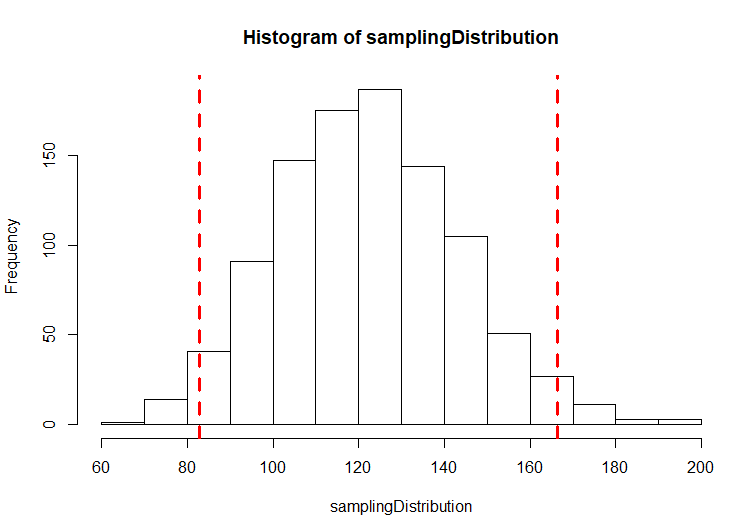 Histogram of samplingDistribution
Frequency
150
100
50
0
60 80 100 120 140 160 180 200
samplingDistribution